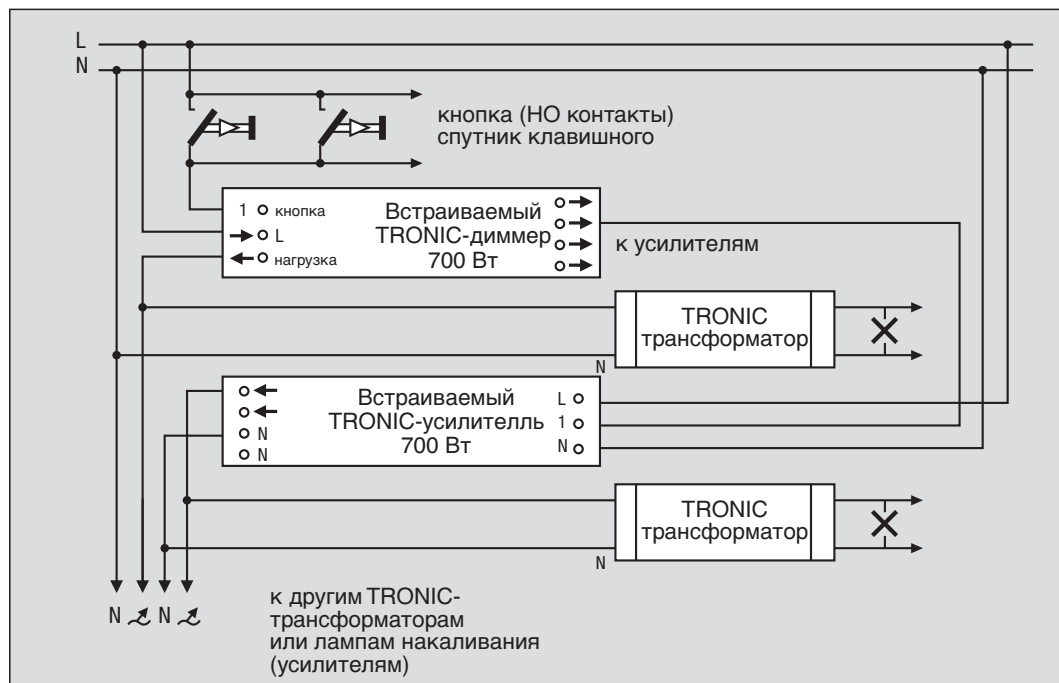 L
N
кнопка (НО контакты)
спутник клавишного
1 кнопка
L
нагрузка
Встраиваемый
TRONIC-диммер
700 Вт
к усилителям
TRONIC
трансформатор
N
N
N
Встраиваемый
TRONIC-усилителль
700 Вт
L
1
N
TRONIC
трансформатор
N
N
N
к другим TRONIC-
трансформаторам
или лампам накаливания
(усилителям)